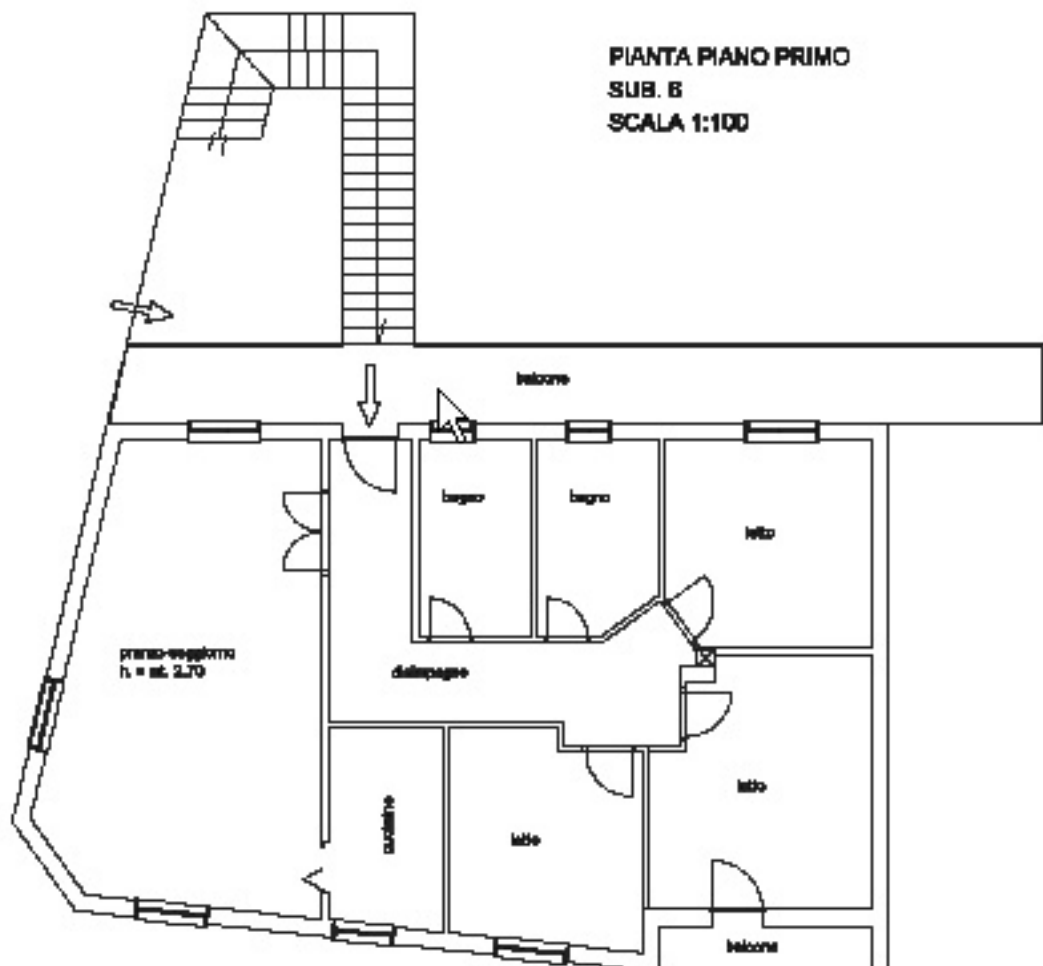 PIANTA PIANO PRIMO
SUB. 6
SCALA 1:100
balcone
bagno
bagno
letto
pranzo-soggiorno
h. = mt. 2.70
disimpegno
cucinino
letto
letto
balcone